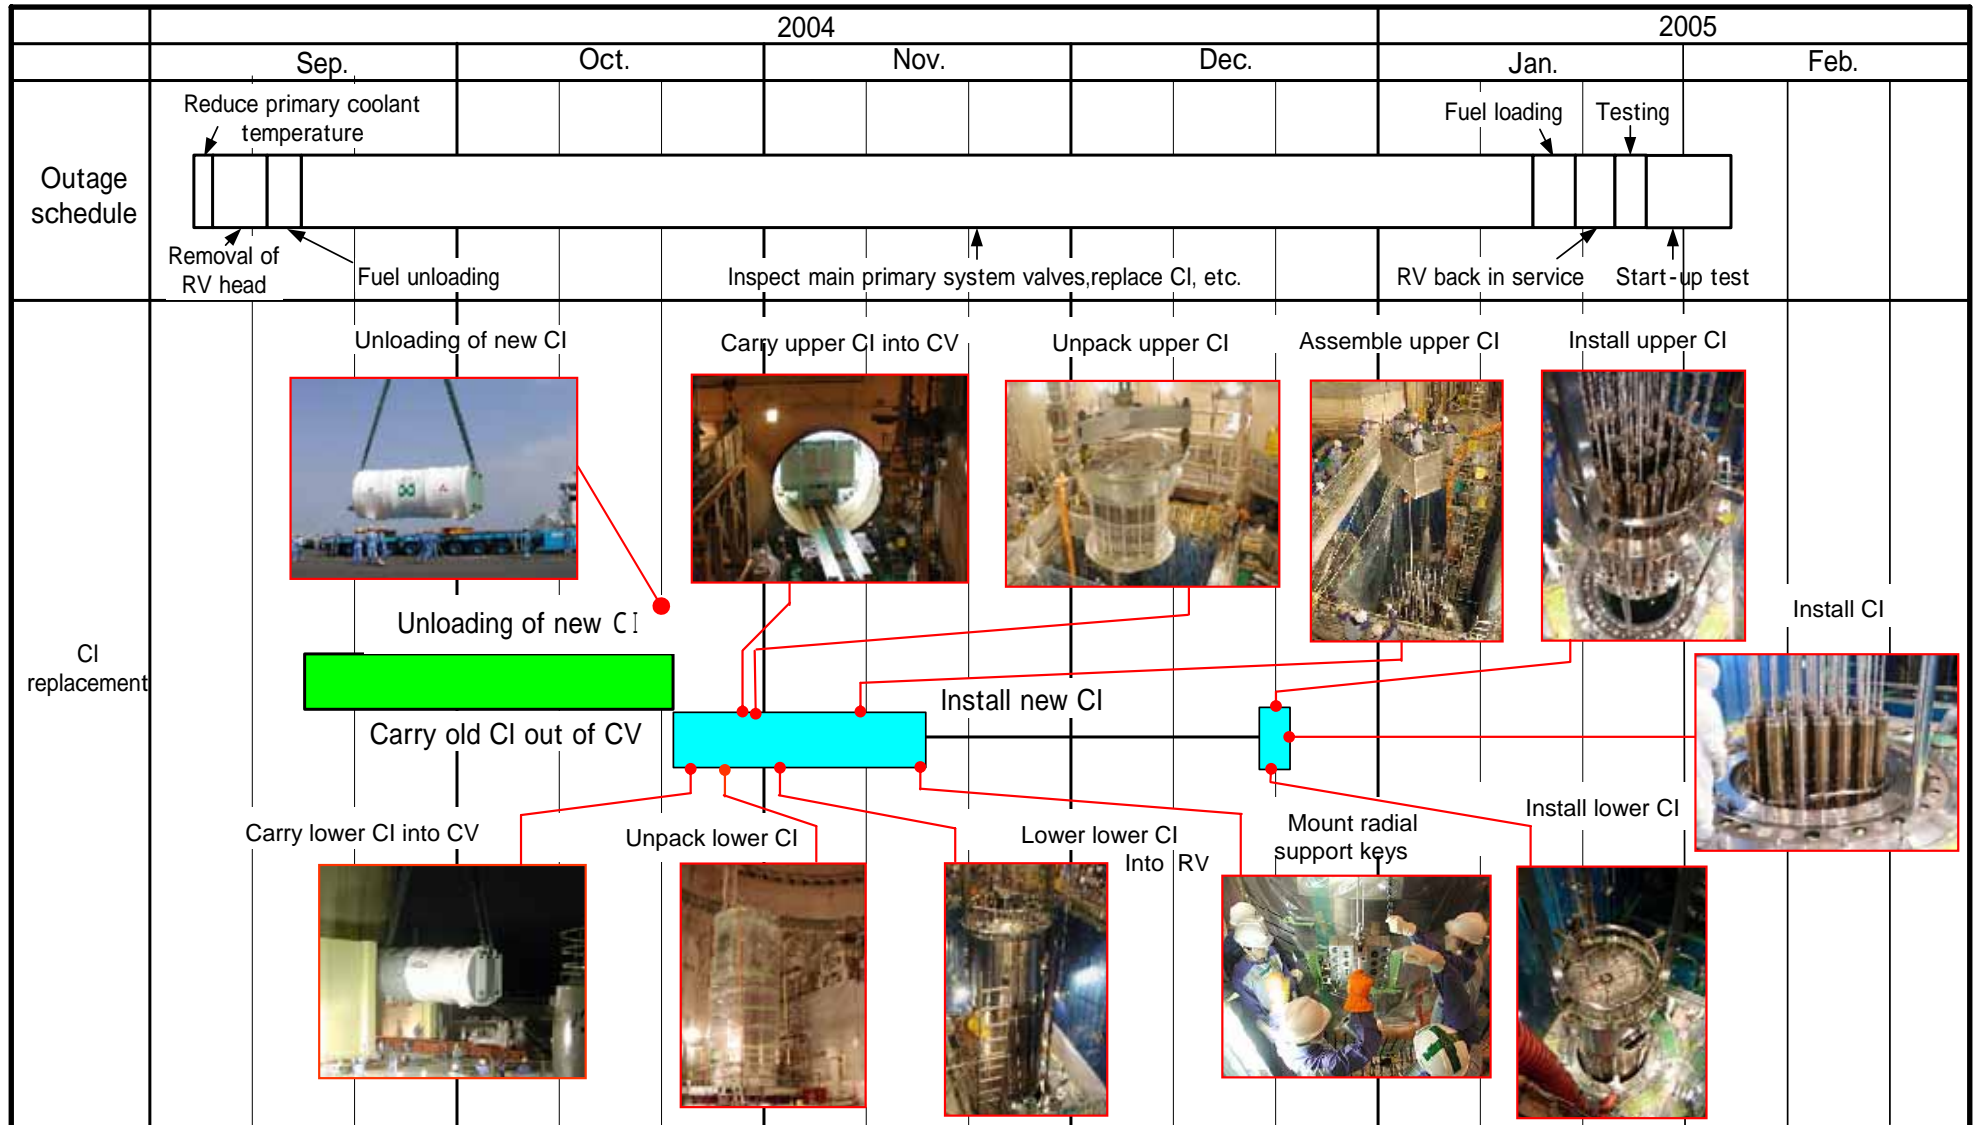 2004
2005
Sep.
Oct.
Nov.
Dec.
Jan.
Feb.
Outage
schedule
Reduce primary coolant
temperature
Fuel loading
Testing
Removal of
RV head
Fuel unloading
Inspect main primary system valves,replace CI, etc.
RV back in service
Start-up test
CI
replacement
Unloading of new CI
Carry upper CI into CV
Unpack upper CI
Assemble upper CI
Install upper CI
Install CI
Unloading of new CI
Carry old CI out of CV
Install new CI
Carry lower CI into CV
Unpack lower CI
Lower lower CI
Into RV
Mount radial
support keys
Install lower CI